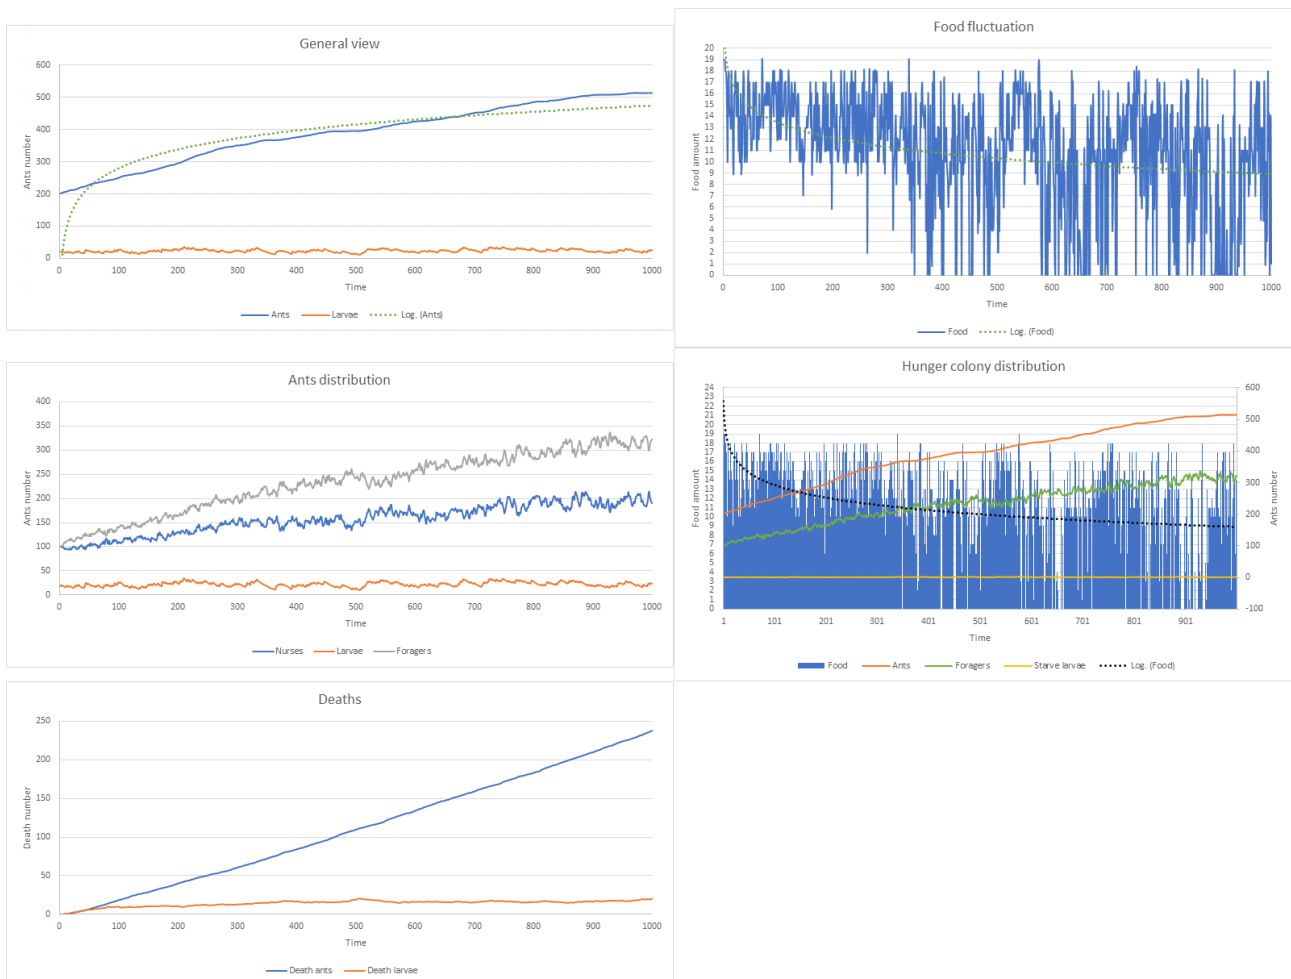 General view
600
500
400
300
200
100
0
Ants number
0 100 200 300 400 500 600 700 800 900 1000
Time
Ants Larvae Log. (Ants)
Food fluctuation
20
19
18
17
16
15
14
13
12
11
10
9
8
7
6
5
4
3
2
1
0
Food amount
0 100 200 300 400 500 600 700 800 900 1000
Time
Food Log. (Food)
Ants distribution
400
350
300
250
200
150
100
50
0
Ants number
0 100 200 300 400 500 600 700 800 900 1000
Time
Nurses Larvae Foragers
Hunger colony distribution
24
23
22
21
20
19
18
17
16
15
14
13
12
11
10
9
8
7
6
5
4
3
2
1
0
Food amount
600
500
400
300
200
100
0
-100
Ants number
1 101 201 301 401 501 601 701 801 901
Time
Food Ants Foragers Starve larvae Log. (Food)
Deaths
250
200
150
100
50
0
Death number
0 100 200 300 400 500 600 700 800 900 1000
Time
Death ants Death larvae